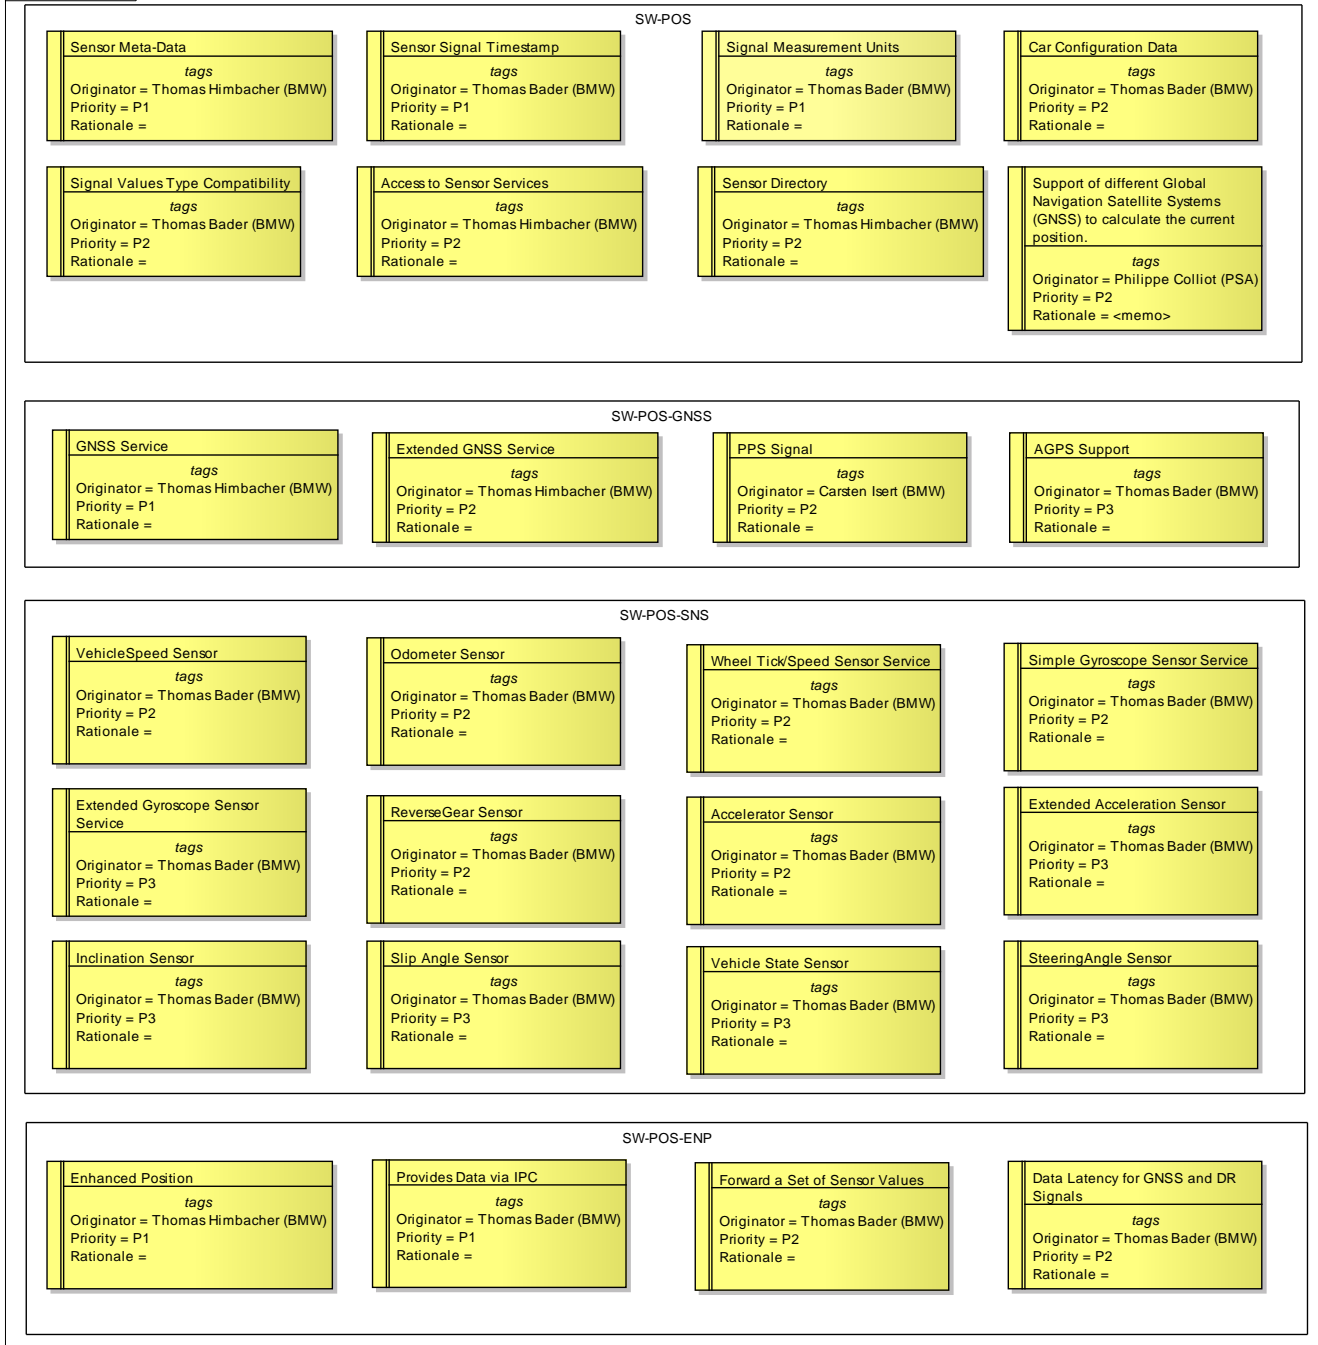 SW-POS
Sensor Meta-Data
tags
Originator = Thomas Himbacher (BMW)
Priority = P1
Rationale =
Sensor Signal Timestamp
tags
Originator = Thomas Bader (BMW)
Priority = P1
Rationale =
Signal Measurement Units
tags
Originator = Thomas Bader (BMW)
Priority = P1
Rationale =
Car Configuration Data
tags
Originator = Thomas Bader (BMW)
Priority = P2
Rationale =
Signal Values Type Compatibility
tags
Originator = Thomas Bader (BMW)
Priority = P2
Rationale =
Access to Sensor Services
tags
Originator = Thomas Himbacher (BMW)
Priority = P2
Rationale =
Sensor Directory
tags
Originator = Thomas Himbacher (BMW)
Priority = P2
Rationale =
Support of different Global
Navigation Satellite Systems
(GNSS) to calculate the current
position.
tags
Originator = Philippe Colliot (PSA)
Priority = P2
Rationale = <memo>
SW-POS-GNSS
GNSS Service
tags
Originator = Thomas Himbacher (BMW)
Priority = P1
Rationale =
Extended GNSS Service
tags
Originator = Thomas Himbacher (BMW)
Priority = P2
Rationale =
PPS Signal
tags
Originator = Carsten Isert (BMW)
Priority = P2
Rationale =
AGPS Support
tags
Originator = Thomas Bader (BMW)
Priority = P3
Rationale =
SW-POS-SNS
VehicleSpeed Sensor
tags
Originator = Thomas Bader (BMW)
Priority = P2
Rationale =
Odometer Sensor
tags
Originator = Thomas Bader (BMW)
Priority = P2
Rationale =
Wheel Tick/Speed Sensor Service
tags
Originator = Thomas Bader (BMW)
Priority = P2
Rationale =
Simple Gyroscope Sensor Service
tags
Originator = Thomas Bader (BMW)
Priority = P2
Rationale =
Extended Gyroscope Sensor
Service
tags
Originator = Thomas Bader (BMW)
Priority = P3
Rationale =
ReverseGear Sensor
tags
Originator = Thomas Bader (BMW)
Priority = P2
Rationale =
Accelerator Sensor
tags
Originator = Thomas Bader (BMW)
Priority = P2
Rationale =
Extended Acceleration Sensor
tags
Originator = Thomas Bader (BMW)
Priority = P3
Rationale =
Inclination Sensor
tags
Originator = Thomas Bader (BMW)
Priority = P3
Rationale =
Slip Angle Sensor
tags
Originator = Thomas Bader (BMW)
Priority = P3
Rationale =
Vehicle State Sensor
tags
Originator = Thomas Bader (BMW)
Priority = P3
Rationale =
SteeringAngle Sensor
tags
Originator = Thomas Bader (BMW)
Priority = P3
Rationale =
SW-POS-ENP
Enhanced Position
tags
Originator = Thomas Himbacher (BMW)
Priority = P1
Rationale =
Provides Data via IPC
tags
Originator = Thomas Bader (BMW)
Priority = P1
Rationale =
Forward a Set of Sensor Values
tags
Originator = Thomas Bader (BMW)
Priority = P2
Rationale =
Data Latency for GNSS and DR
Signals
tags
Originator = Thomas Bader (BMW)
Priority = P2
Rationale =